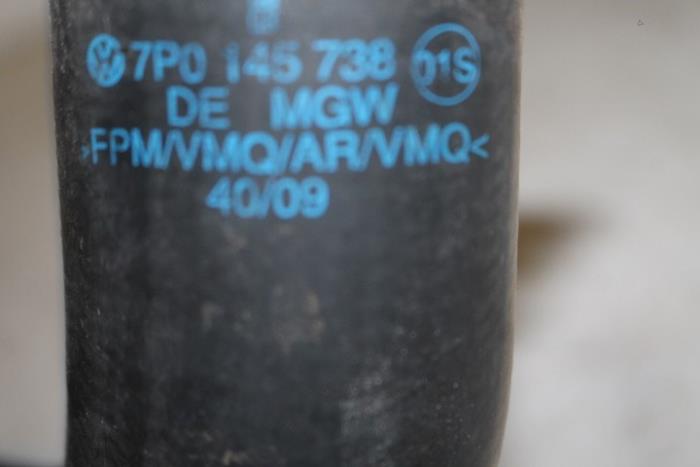 7P0 145 738 01S
DE MGW
>FPM/VMQ/AR/VMQ<
40/09